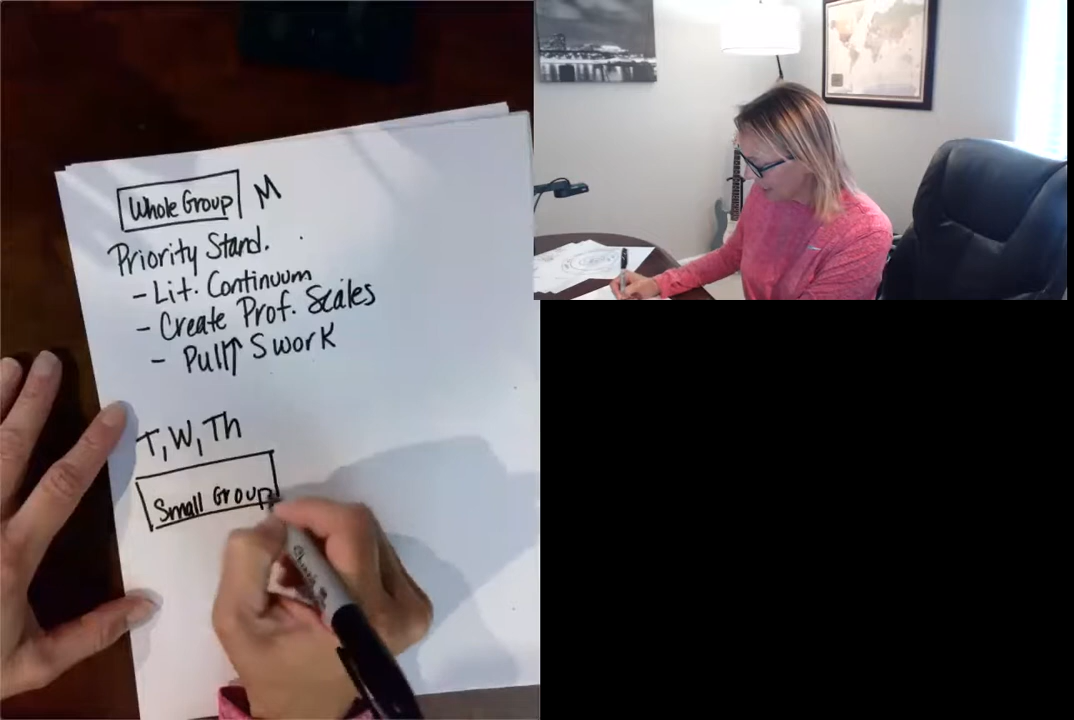 Whole Group M
Priority Stand.
- Lit. Continuum
- Create Prof. Scales
- Pull↑ S work
T, W, Th
Small Group